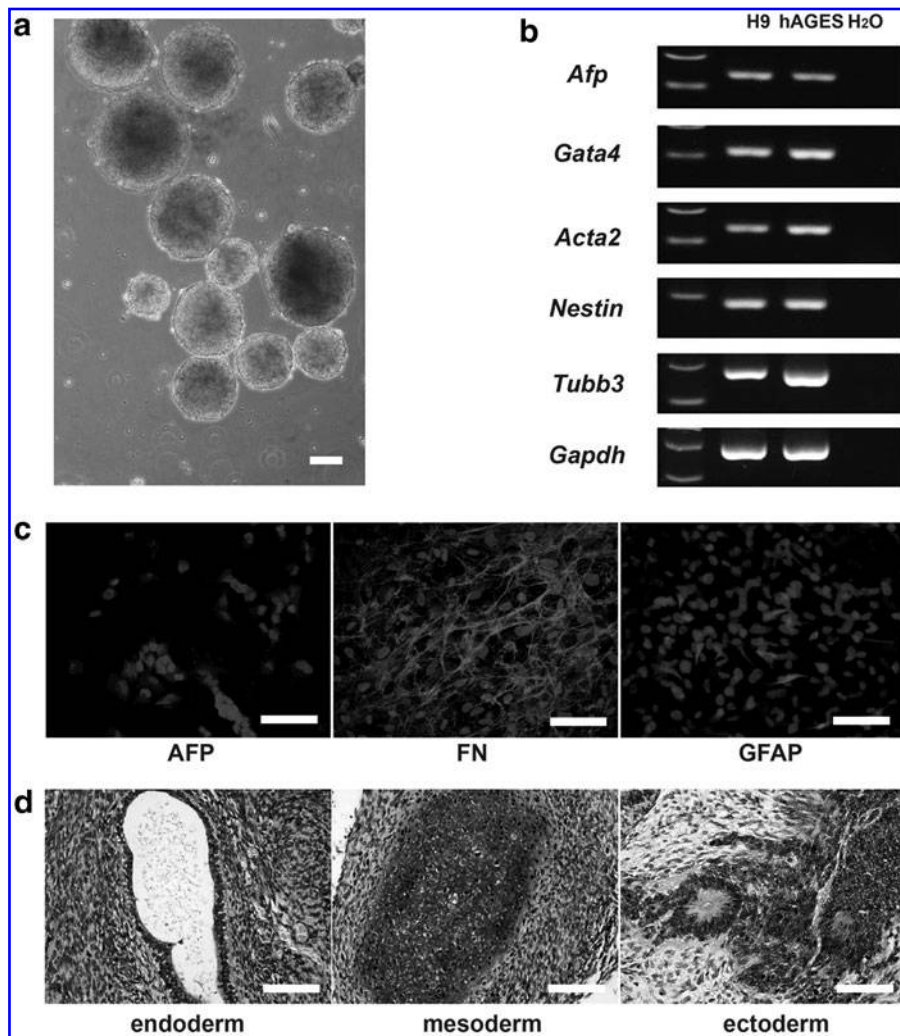 a
b
H9 hAGES H2O
Afp
Gata4
Acta2
Nestin
Tubb3
Gapdh
c
AFP FN GFAP
d
endoderm mesoderm ectoderm